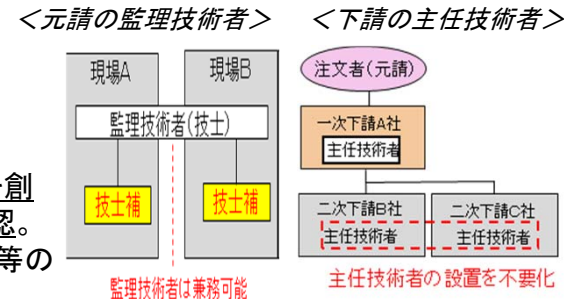 ＜元請の監理技術者＞
＜下請の主任技術者＞
現場A
現場B
監理技術者(技士)
技士補
技士補
監理技術者は兼務可能
注文者(元請)
一次下請A社
主任技術者
二次下請B社
主任技術者
二次下請C社
主任技術者
主任技術者の設置を不要化
創
認。
等の